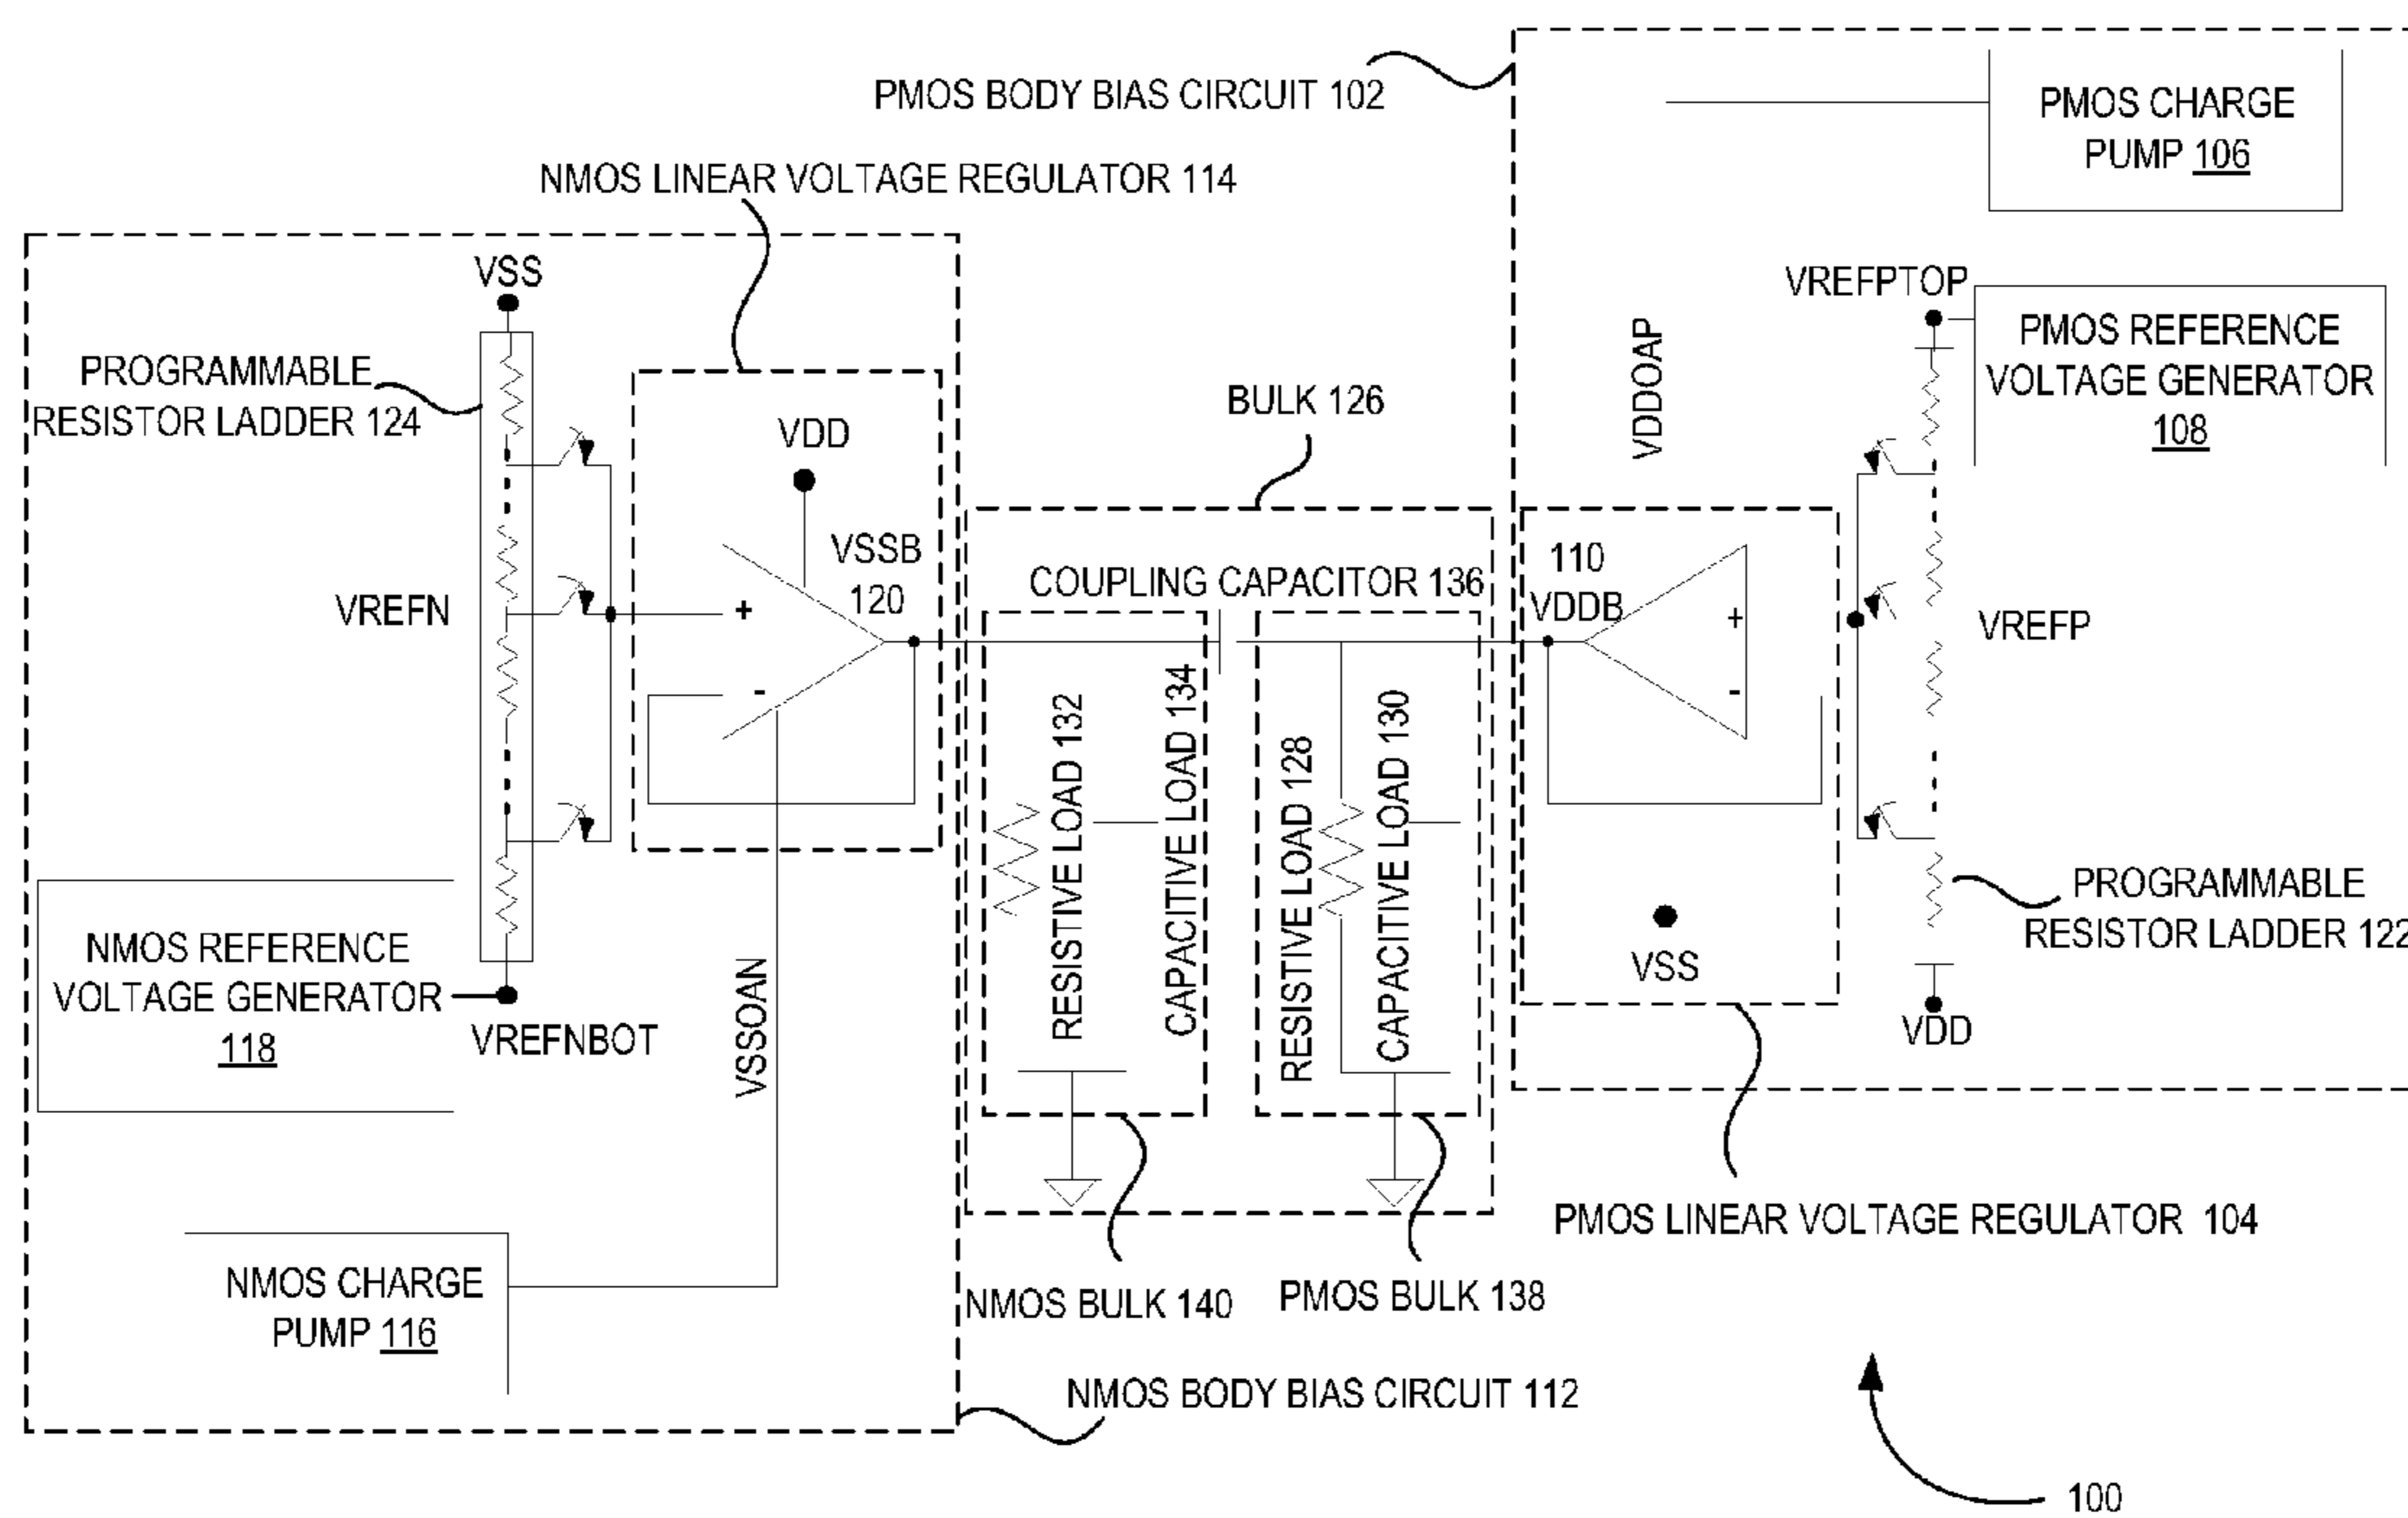 PMOS BODY BIAS CIRCUIT 102
PMOS CHARGE
PUMP 106
NMOS LINEAR VOLTAGE REGULATOR 114
VSS
VREFPTOP
PMOS REFERENCE
VOLTAGE GENERATOR
108
PROGRAMMABLE
RESISTOR LADDER 124
VDD
BULK 126
VDDOAP
VSSB
120
COUPLING CAPACITOR 136
110
VDDB
VREFN
+
-
+
-
VREFP
RESISTIVE LOAD 132
CAPACITIVE LOAD 134
RESISTIVE LOAD 128
CAPACITIVE LOAD 130
PROGRAMMABLE
RESISTOR LADDER 122
NMOS REFERENCE
VOLTAGE GENERATOR
118
VREFNBOT
VSSOAN
VSS
VDD
PMOS LINEAR VOLTAGE REGULATOR 104
NMOS CHARGE
PUMP 116
NMOS BULK 140
PMOS BULK 138
NMOS BODY BIAS CIRCUIT 112
100